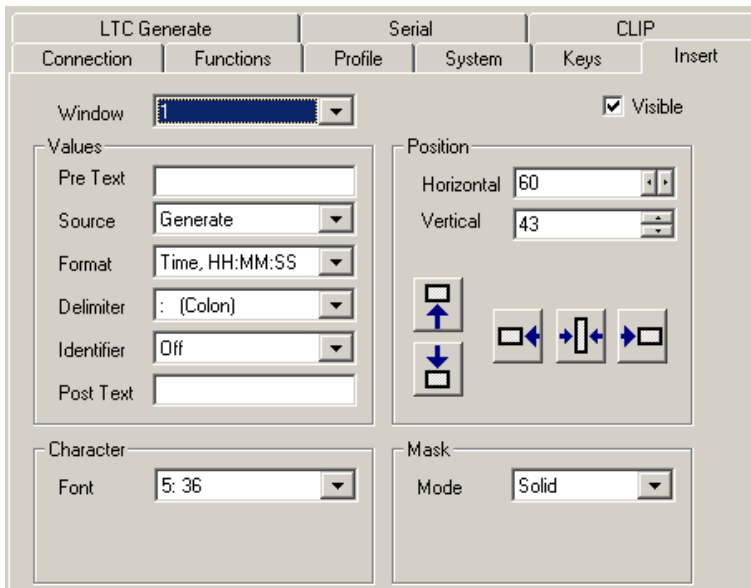 LTC Generate Serial CLIP
Connection Functions Profile System Keys Insert
Window 1 Visible
Values
Pre Text
Source Generate
Format Time, HH:MM:SS
Delimiter : (Colon)
Identifier Off
Post Text
Position
Horizontal 60
Vertical 43
Character
Font 5: 36
Mask
Mode Solid